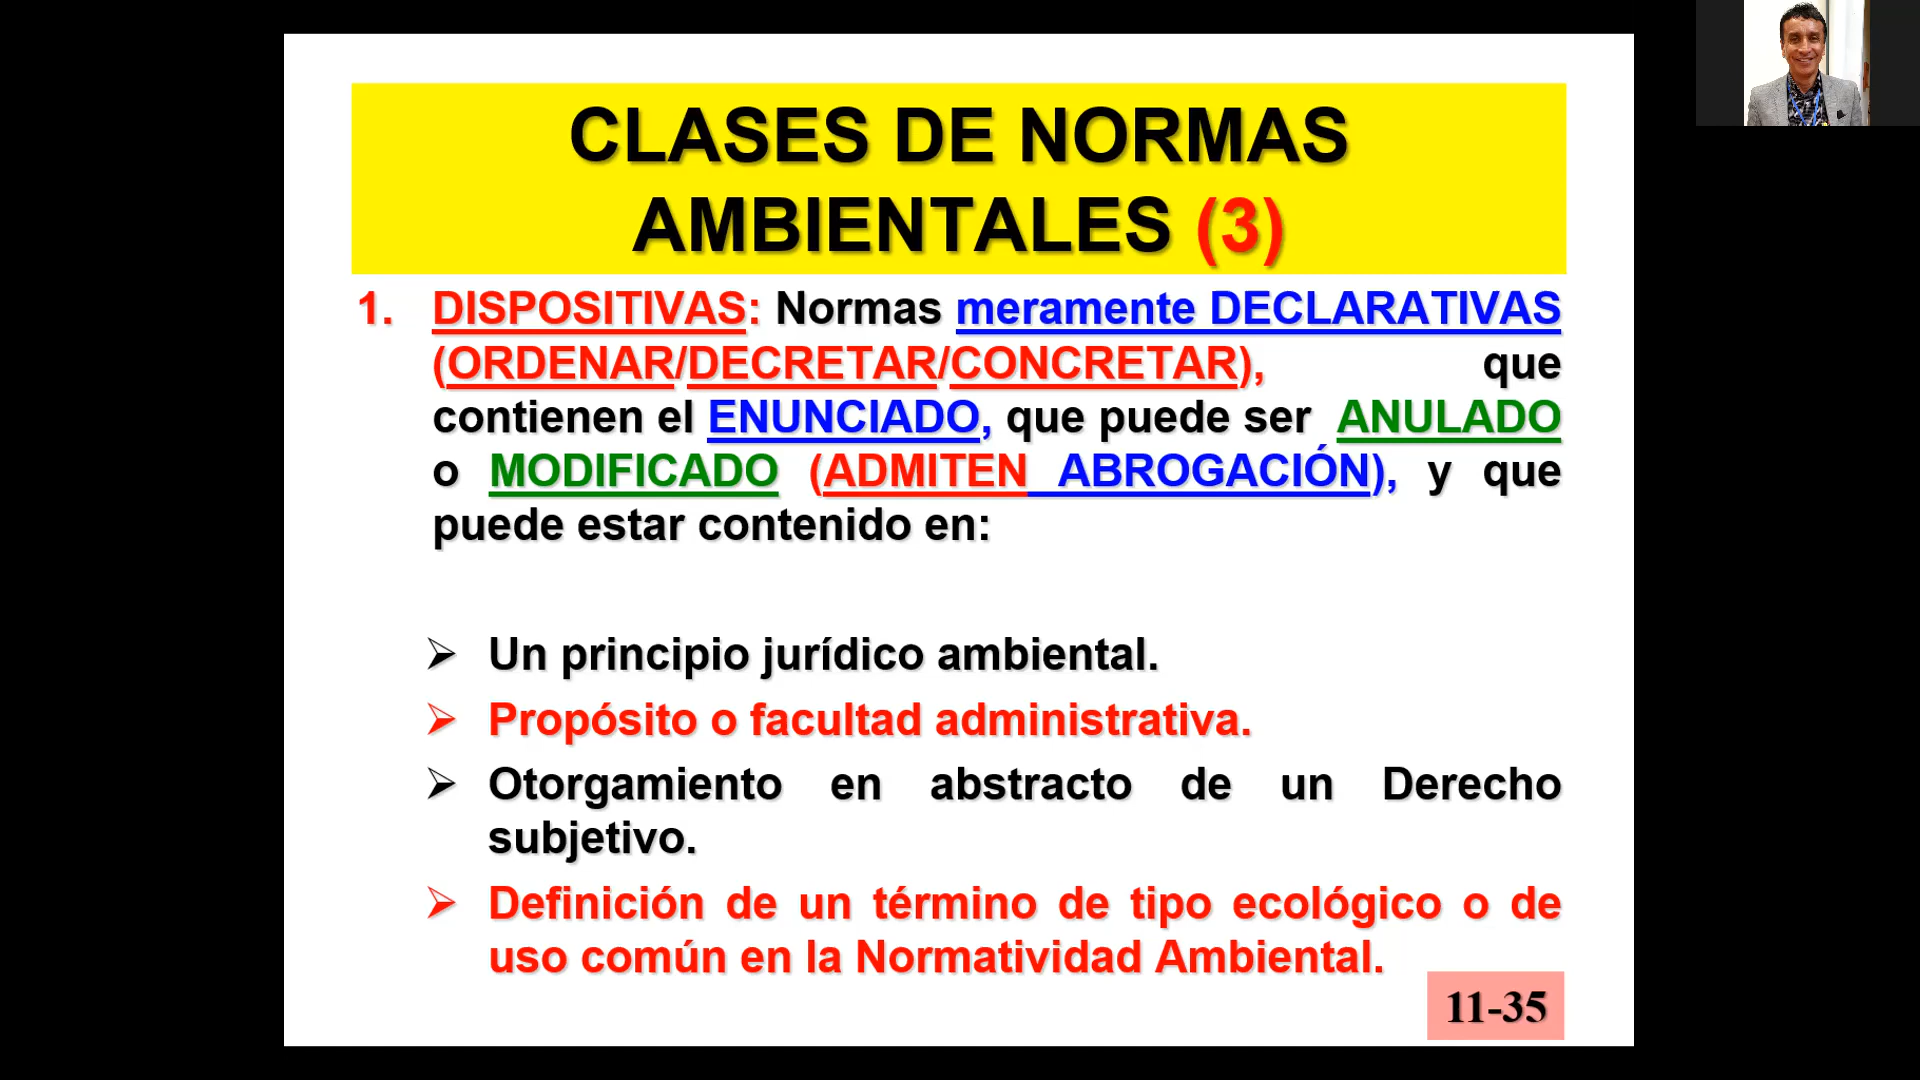 CLASES DE NORMAS
AMBIENTALES (3)
1. DISPOSITIVAS: Normas meramente DECLARATIVAS
(ORDENAR/DECRETAR/CONCRETAR), que
contienen el ENUNCIADO, que puede ser ANULADO
o MODIFICADO (ADMITEN ABROGACIÓN), y que
puede estar contenido en:
➢ Un principio jurídico ambiental.
➢ Propósito o facultad administrativa.
➢ Otorgamiento en abstracto de un Derecho
subjetivo.
➢ Definición de un término de tipo ecológico o de
uso común en la Normatividad Ambiental.
11-35